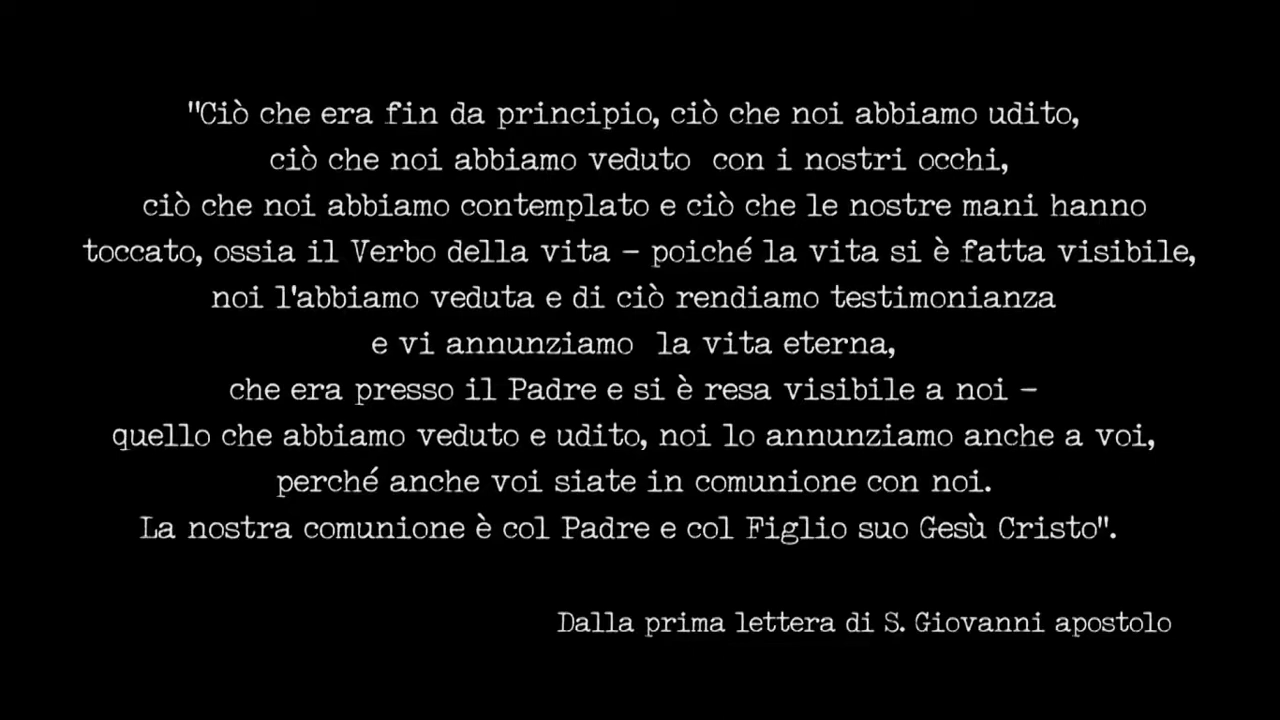 "Ciò che era fin da principio, ciò che noi abbiamo udito,
ciò che noi abbiamo veduto con i nostri occhi,
ciò che noi abbiamo contemplato e ciò che le nostre mani hanno
toccato, ossia il Verbo della vita – poiché la vita si è fatta visibile,
noi l'abbiamo veduta e di ciò rendiamo testimonianza
e vi annunziamo la vita eterna,
che era presso il Padre e si è resa visibile a noi –
quello che abbiamo veduto e udito, noi lo annunziamo anche a voi,
perché anche voi siate in comunione con noi.
La nostra comunione è col Padre e col Figlio suo Gesù Cristo".
Dalla prima lettera di S. Giovanni apostolo